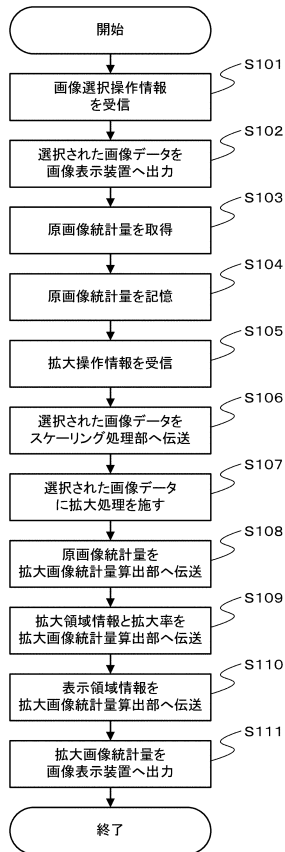 開始
S101
画像選択操作情報
を受信
S102
選択された画像データを
画像表示装置へ出力
S103
原画像統計量を取得
S104
原画像統計量を記憶
S105
拡大操作情報を受信
S106
選択された画像データを
スケーリング処理部へ伝送
S107
選択された画像データ
に拡大処理を施す
S108
原画像統計量を
拡大画像統計量算出部へ伝送
S109
拡大領域情報と拡大率を
拡大画像統計量算出部へ伝送
S110
表示領域情報を
拡大画像統計量算出部へ伝送
S111
拡大画像統計量を
画像表示装置へ出力
終了